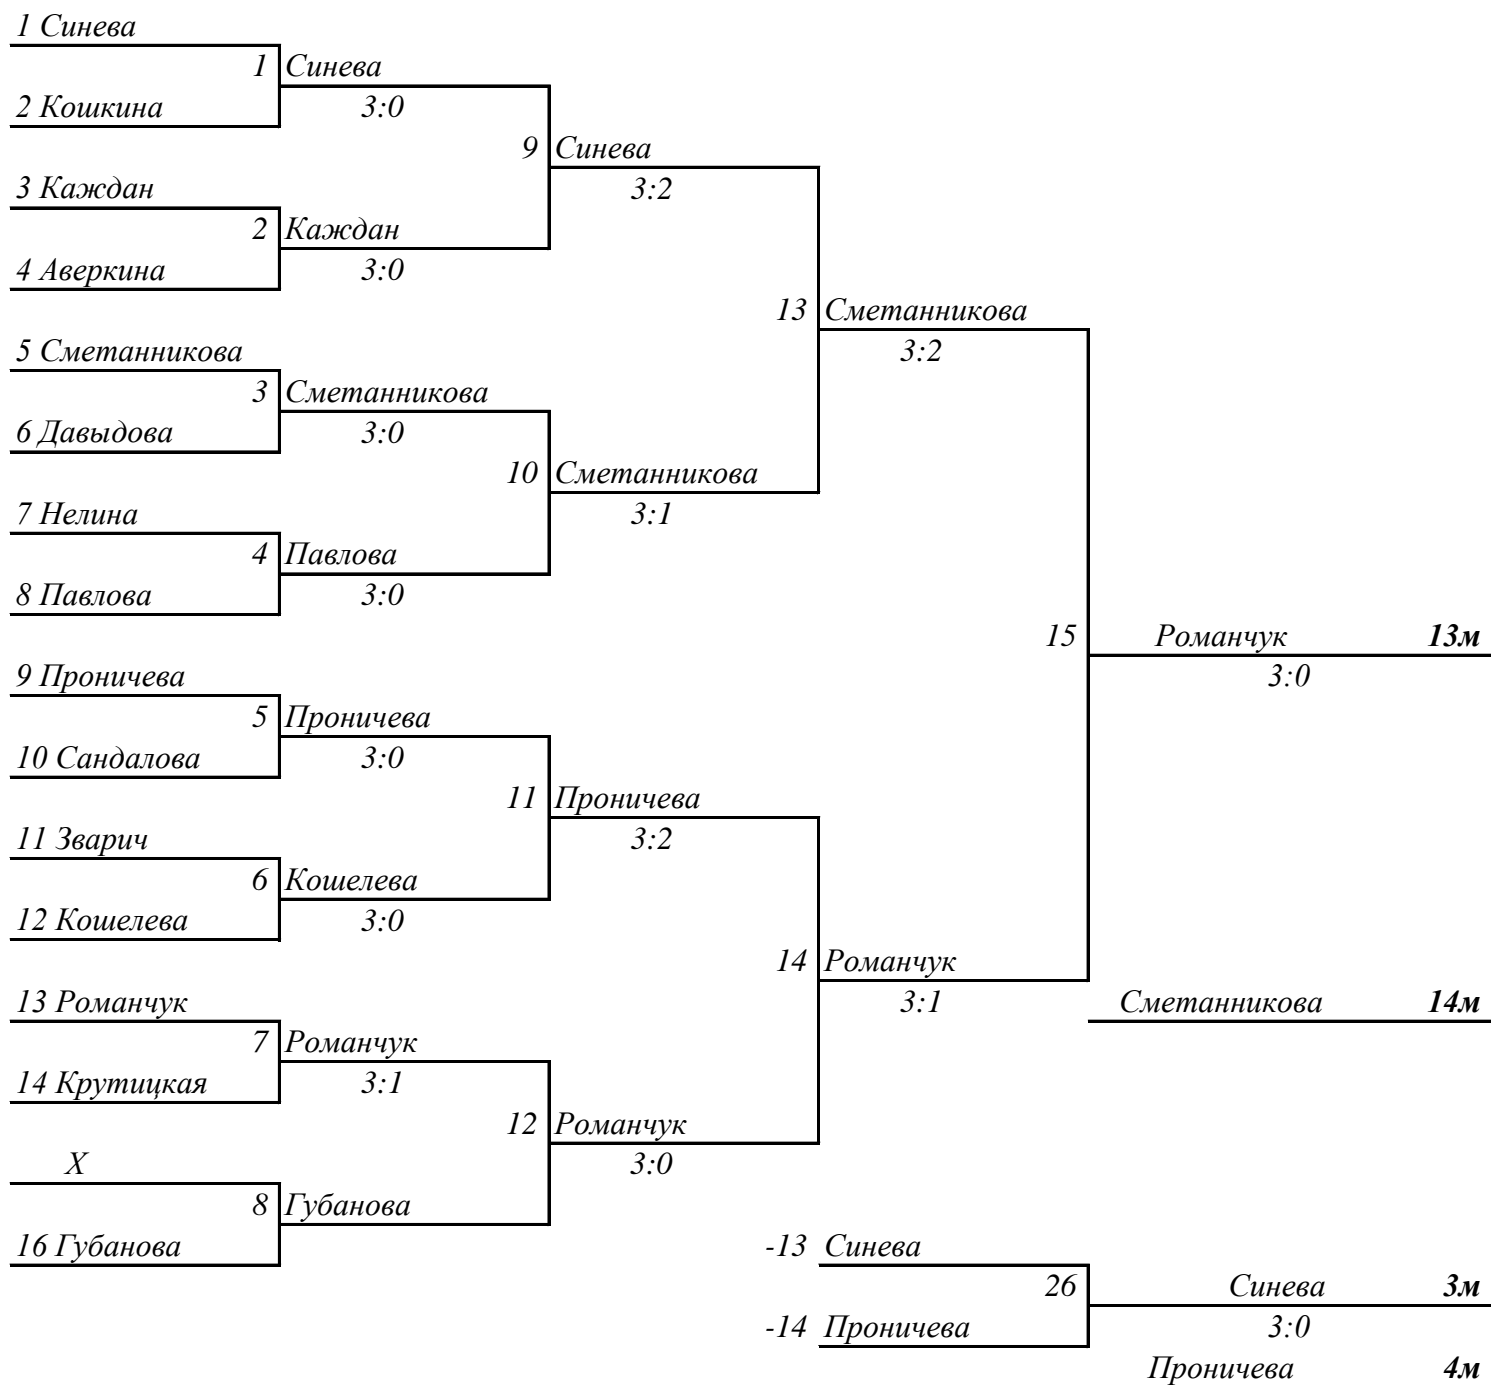 1 Синева
1 Синева
2 Кошкина 3:0
9 Синева
3:2
3 Каждан
2 Каждан
4 Аверкина 3:0
13 Сметанникова
3:2
5 Сметанникова
3 Сметанникова
6 Давыдова 3:0
10 Сметанникова
3:1
7 Нелина
4 Павлова
8 Павлова 3:0
15 Романчук 13м
3:0
9 Проничева
5 Проничева
10 Сандалова 3:0
11 Проничева
3:2
11 Зварич
6 Кошелева
12 Кошелева 3:0
14 Романчук
3:1
13 Романчук
Сметанникова 14м
7 Романчук
14 Крутицкая 3:1
12 Романчук
3:0
X
8 Губанова
16 Губанова
-13 Синева
26 Синева 3м
-14 Проничева 3:0
Проничева 4м